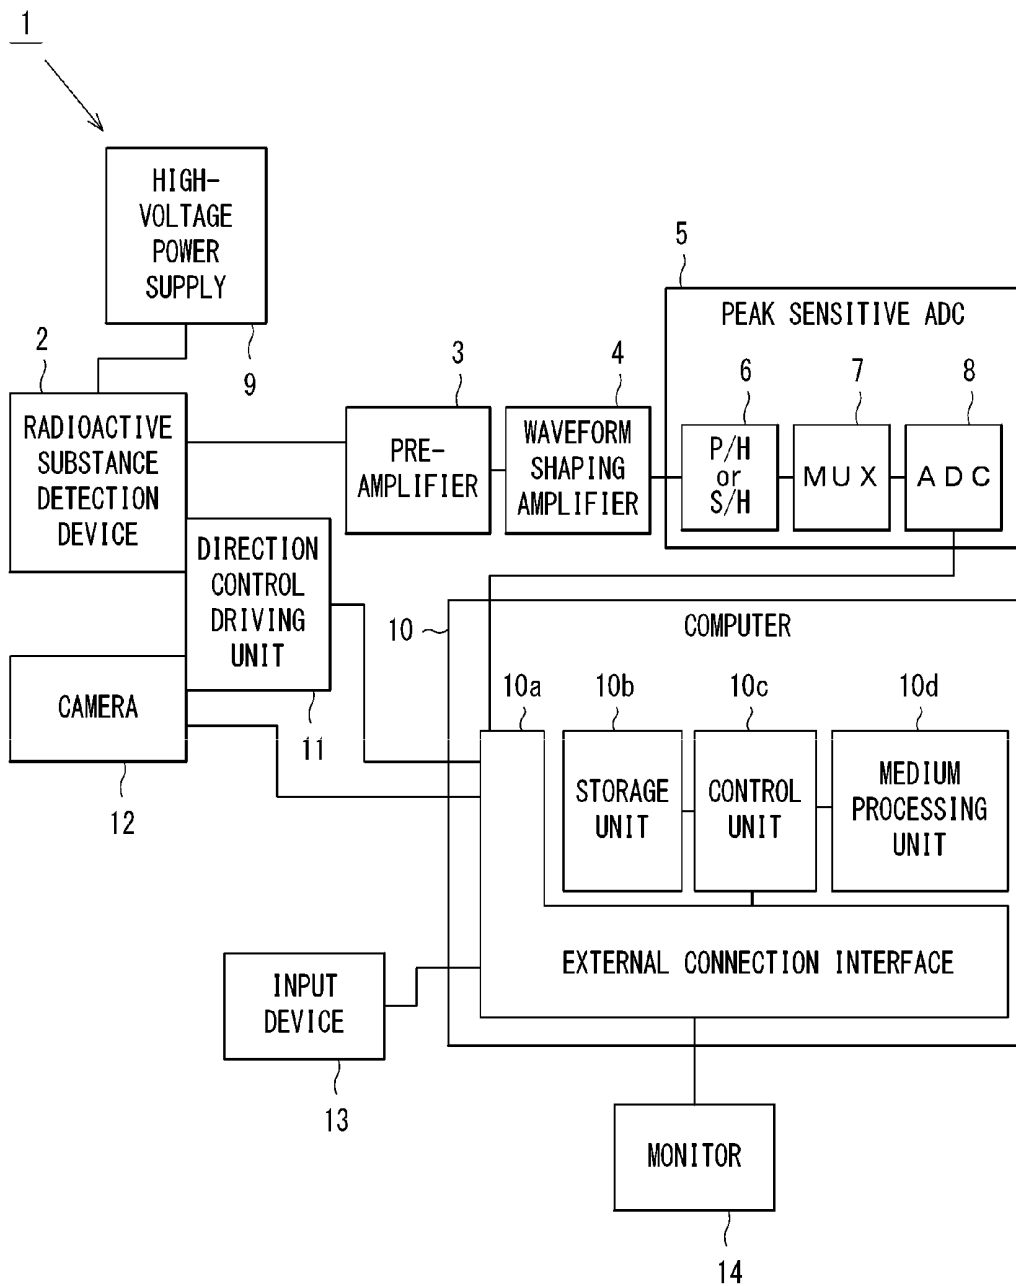 1
HIGH-
VOLTAGE
POWER
SUPPLY
9
2
RADIOACTIVE
SUBSTANCE
DETECTION
DEVICE
3
PRE-
AMPLIFIER
4
WAVEFORM
SHAPING
AMPLIFIER
5
PEAK SENSITIVE ADC
6
P/H
or
S/H
7
MUX
8
ADC
DIRECTION
CONTROL
DRIVING
UNIT
11
CAMERA
12
10
COMPUTER
10a
10b
STORAGE
UNIT
10c
CONTROL
UNIT
10d
MEDIUM
PROCESSING
UNIT
EXTERNAL CONNECTION INTERFACE
INPUT
DEVICE
13
MONITOR
14